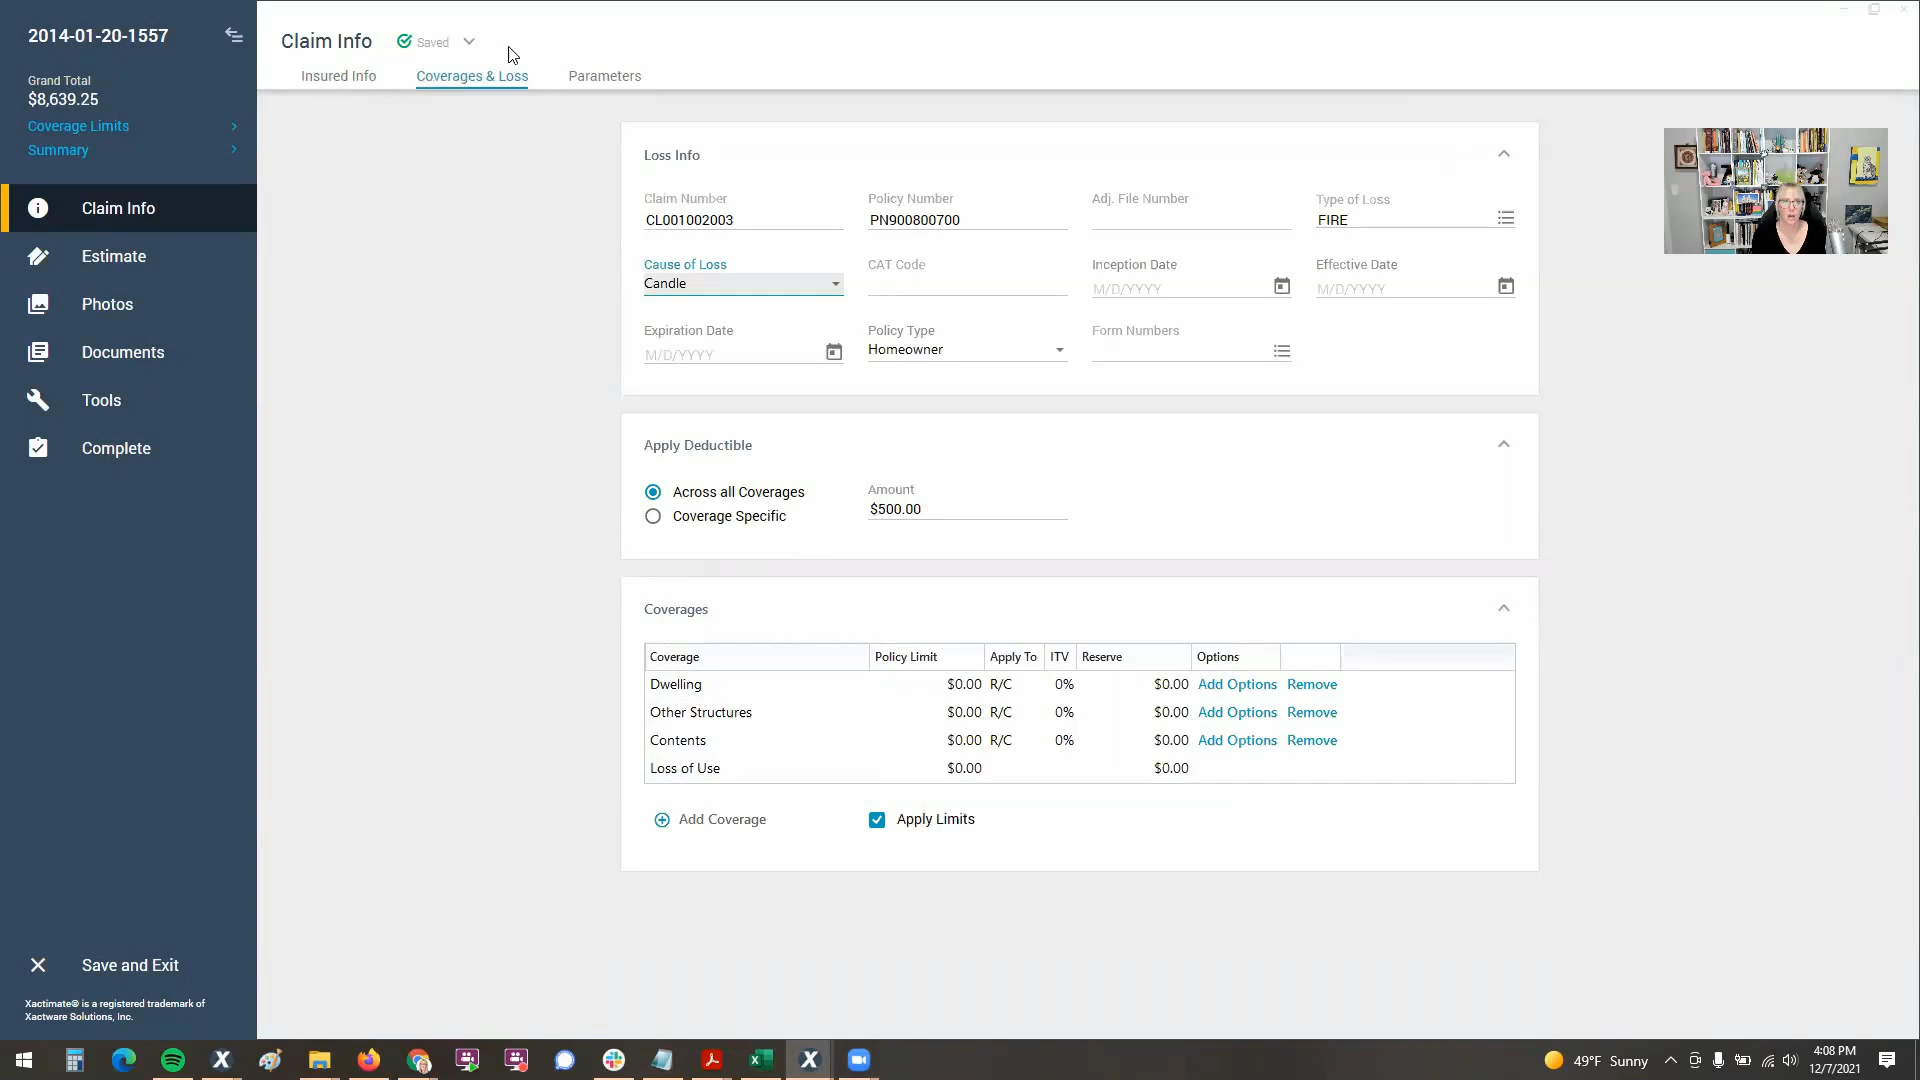 2014-01-20-1557
Grand Total
$8,639.25
Coverage Limits
Summary
Claim Info
Estimate
Photos
Documents
Tools
Complete
Save and Exit
Xactimate® is a registered trademark of
Xactware Solutions, Inc.
Claim Info Saved
Insured Info Coverages & Loss Parameters
Loss Info
Claim Number Policy Number Adj. File Number Type of Loss
CL001002003 PN900800700 FIRE
Cause of Loss CAT Code Inception Date Effective Date
Candle M/D/YYYY M/D/YYYY
Expiration Date Policy Type Form Numbers
M/D/YYYY Homeowner
Apply Deductible
Across all Coverages Amount
Coverage Specific $500.00
Coverages
Coverage Policy Limit Apply To ITV Reserve Options
Dwelling $0.00 R/C 0% $0.00 Add Options Remove
Other Structures $0.00 R/C 0% $0.00 Add Options Remove
Contents $0.00 R/C 0% $0.00 Add Options Remove
Loss of Use $0.00 $0.00
Add Coverage Apply Limits
49°F Sunny
4:08 PM
12/7/2021